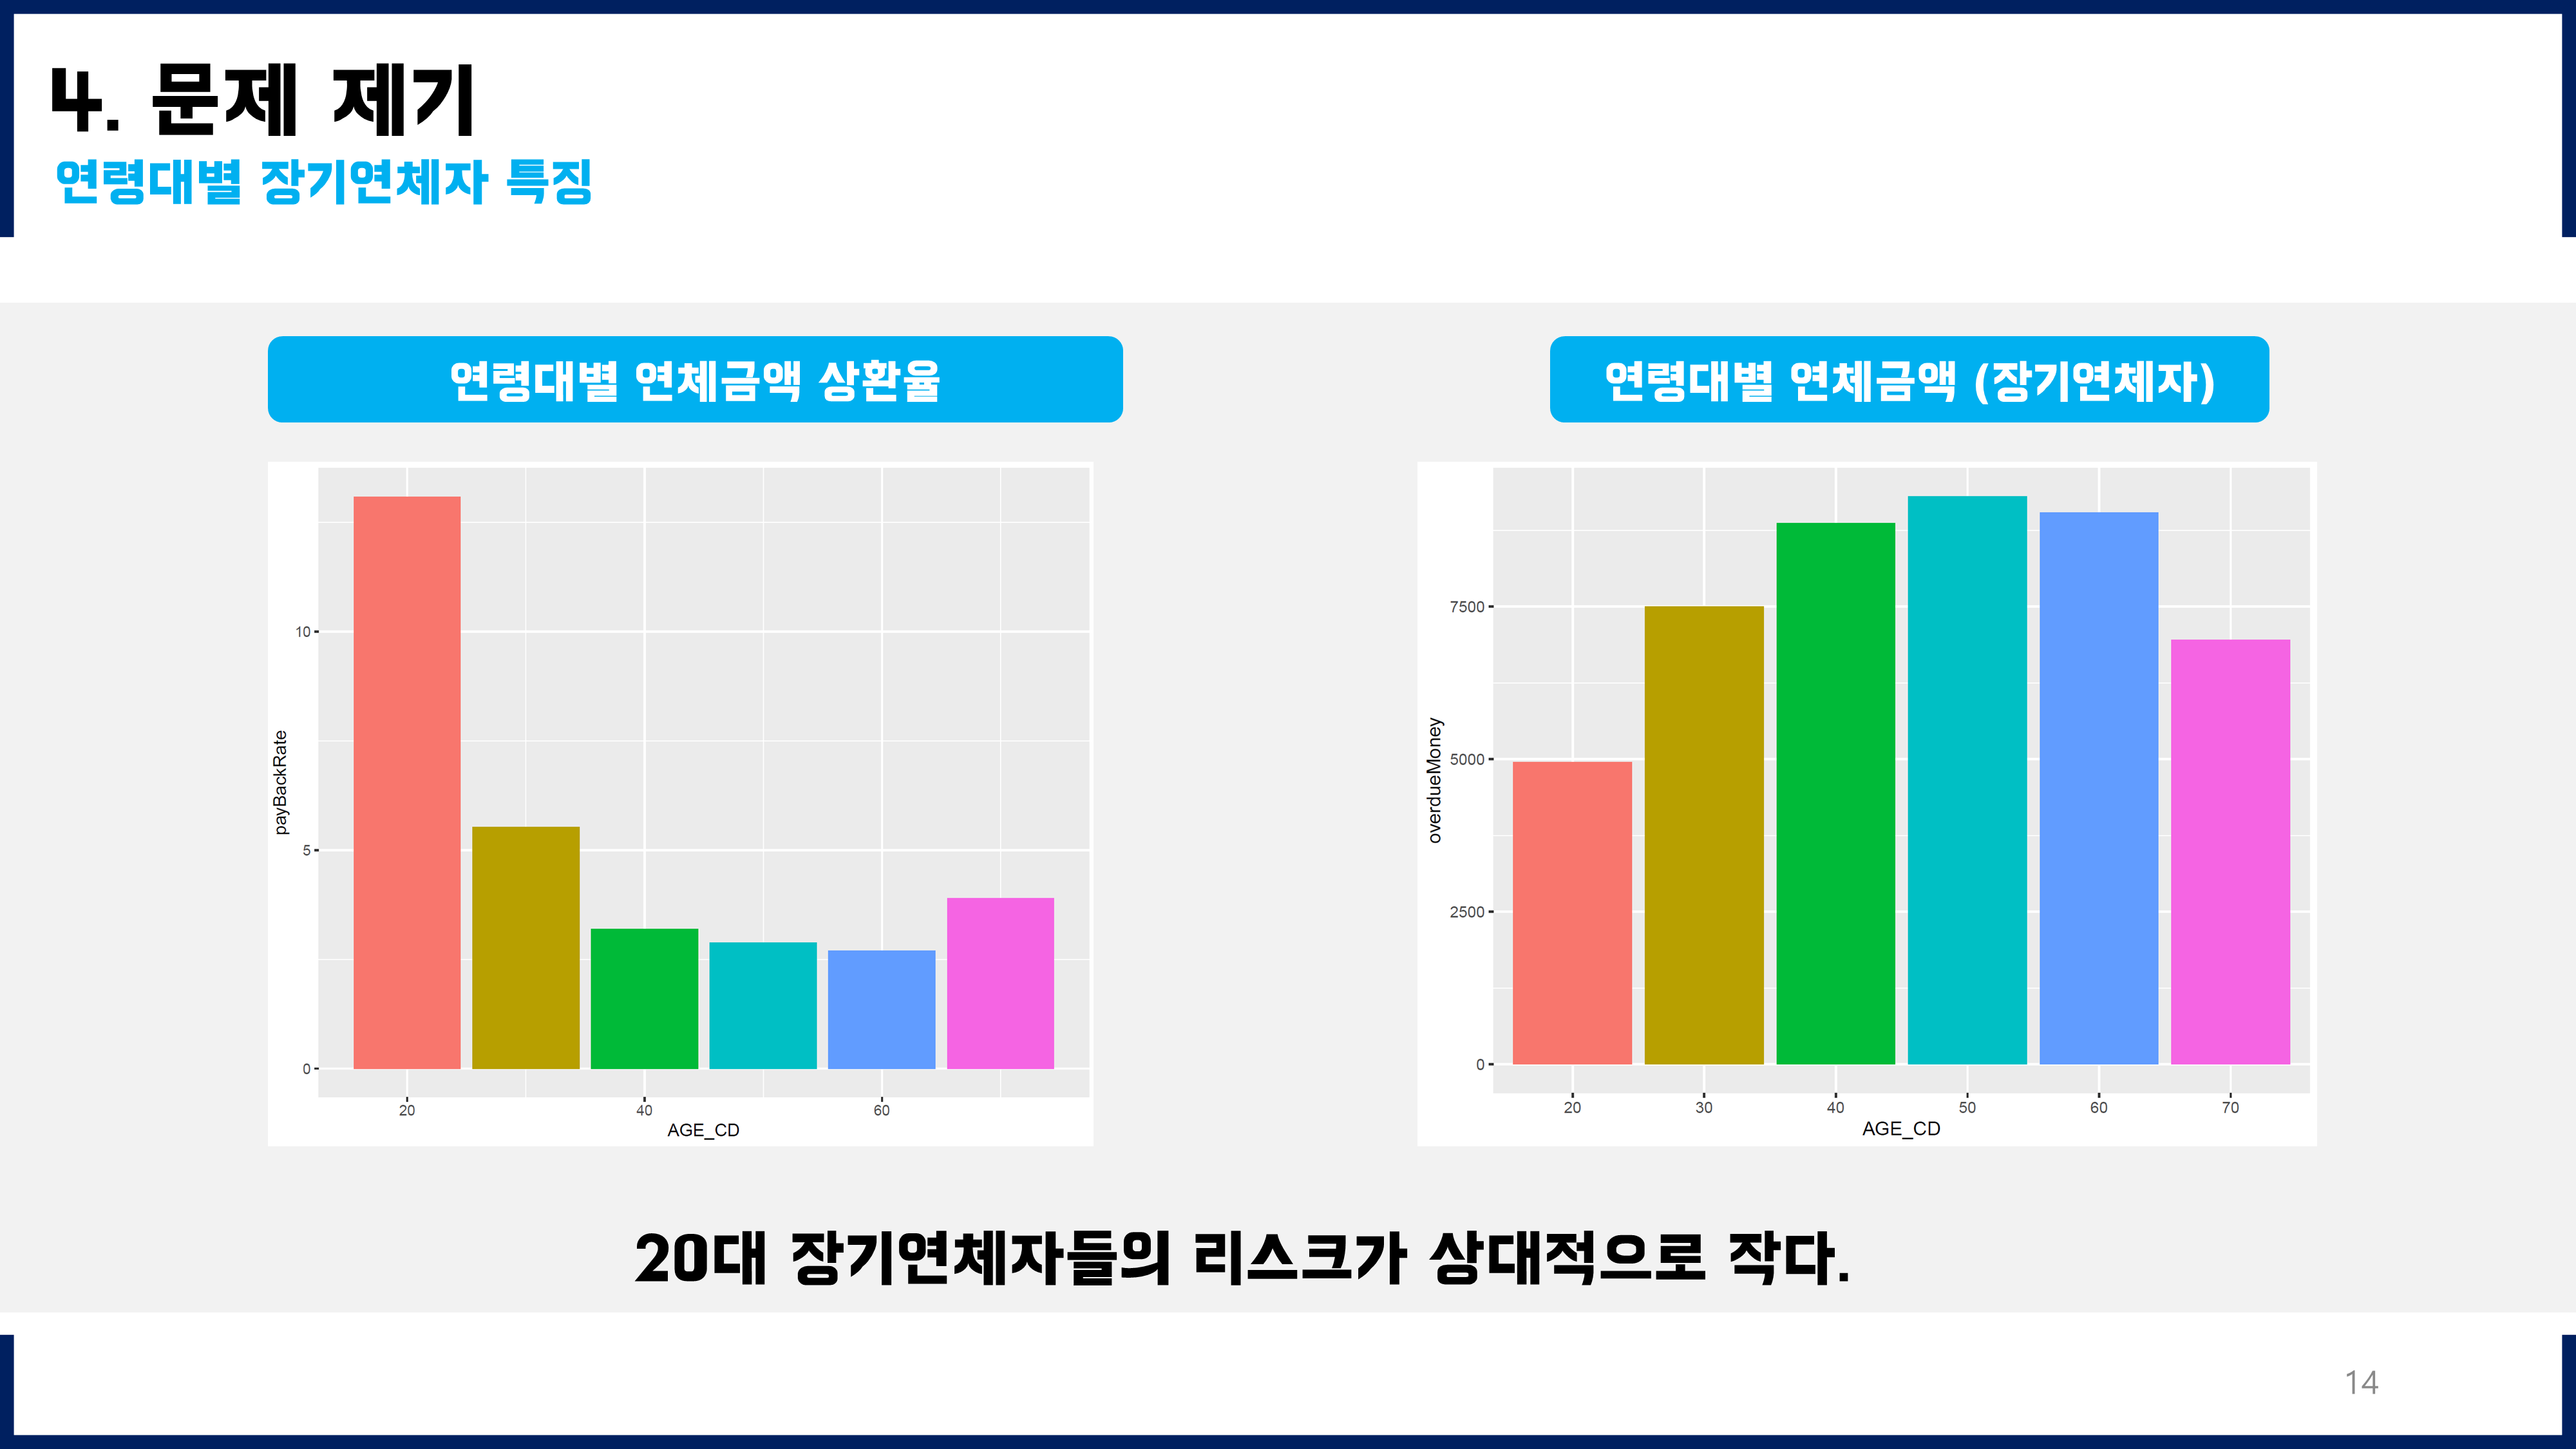 4. 문제 제기
연령대별 장기연체자 특징
연령대별 연체금액 상환율
연령대별 연체금액 (장기연체자)
10
5
0
payBackRate
20
40
60
AGE_CD
7500
5000
2500
0
overdueMoney
20
30
40
50
60
70
AGE_CD
20대 장기연체자들의 리스크가 상대적으로 작다.
14